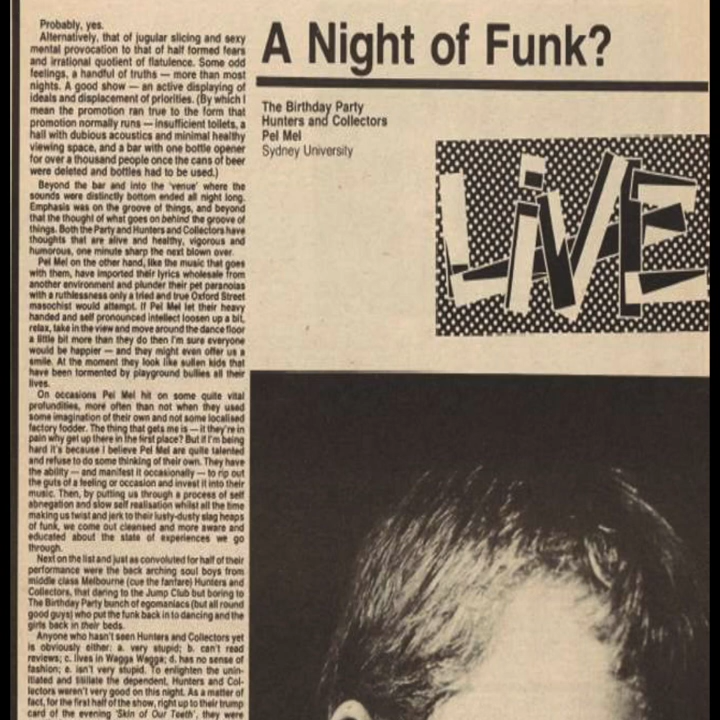 A Night of Funk?
The Birthday Party
Hunters and Collectors
Pel Mel
Sydney University
LiVE
Probably, yes.
Alternatively, that of jugular slicing and sexy
mental provocation to that of half formed fears
and irrational quotient of flatulence. Some odd
feelings, a handful of truths — more than most
nights. A good show — an active displaying of
ideals and displacement of priorities. (By which I
mean the promotion ran true to the form that
promotion normally runs — insufficient toilets, a
hall with dubious acoustics and minimal healthy
viewing space, and a bar with one bottle opener
for over a thousand people once the cans of beer
were deleted and bottles had to be used.)
Beyond the bar and into the 'venue' where the
sounds were distinctly bottom ended all night long.
Emphasis was on the groove of things, and beyond
that the thought of what goes on behind the groove of
things. Both the Party and Hunters and Collectors have
thoughts that are alive and healthy, vigorous and
humorous, one minute sharp the next blown over.
Pel Mel on the other hand, like the music that goes
with them, have imported their lyrics wholesale from
another environment and plunder their pet paranoias
with a ruthlessness only a tried and true Oxford Street
masochist would attempt. If Pel Mel let their heavy
handed and self pronounced intellect loosen up a bit,
relax, take in the view and move around the dance floor
a little bit more than they do then I'm sure everyone
would be happier — and they might even offer us a
smile. At the moment they look like sullen kids that
have been tormented by playground bullies all their
lives.
On occasions Pel Mel hit on some quite vital
profundities, more often than not when they used
some imagination of their own and not some localised
factory fodder. The thing that gets me is — it they're in
pain why get up there in the first place? But if I'm being
hard it's because I believe Pel Mel are quite talented
and refuse to do some thinking of their own. They have
the ability — and manifest it occasionally — to rip out
the guts of a feeling or occasion and invest it into their
music. Then, by putting us through a process of self
abnegation and slow self realisation whilst all the time
making us twist and jerk to their lusty-dusty slag heaps
of funk, we come out cleansed and more aware and
educated about the state of experiences we go
through.
Next on the list and just as convoluted for half of their
performance were the back arching soul boys from
middle class Melbourne (cue the fanfare) Hunters and
Collectors, that daring to the Jump Club but boring to
The Birthday Party bunch of egomaniacs (but all round
good guys) who put the funk back in to dancing and the
girls back in their beds.
Anyone who hasn't seen Hunters and Collectors yet
is obviously either: a. very stupid; b. can't read
reviews; c. lives in Wagga Wagga; d. has no sense of
fashion; e. isn't very stupid. To enlighten the unin-
itiated and titillate the dependent, Hunters and Col-
lectors weren't very good on this night. As a matter of
fact, for the first half of the show, right up to their trump
card of the evening 'Skin of Our Teeth', they were